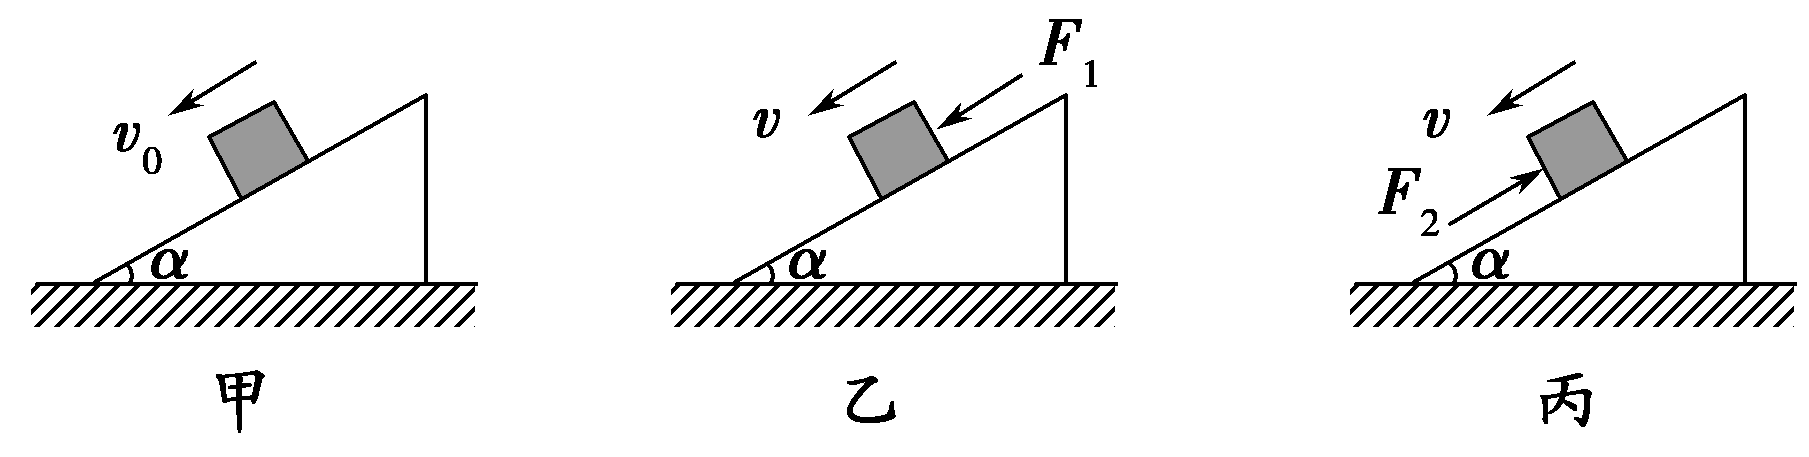 v₀ α
甲
v F₁ α
乙
v F₂ α
丙